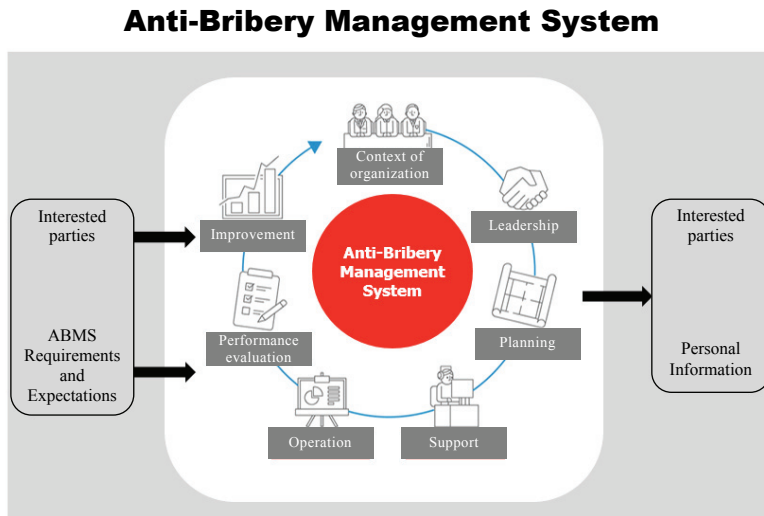 Anti-Bribery Management System
Interested
parties
ABMS
Requirements
and
Expectations
Context of
organization
Leadership
Planning
Support
Operation
Performance
evaluation
Improvement
Anti-Bribery
Management
System
Interested
parties
Personal
Information